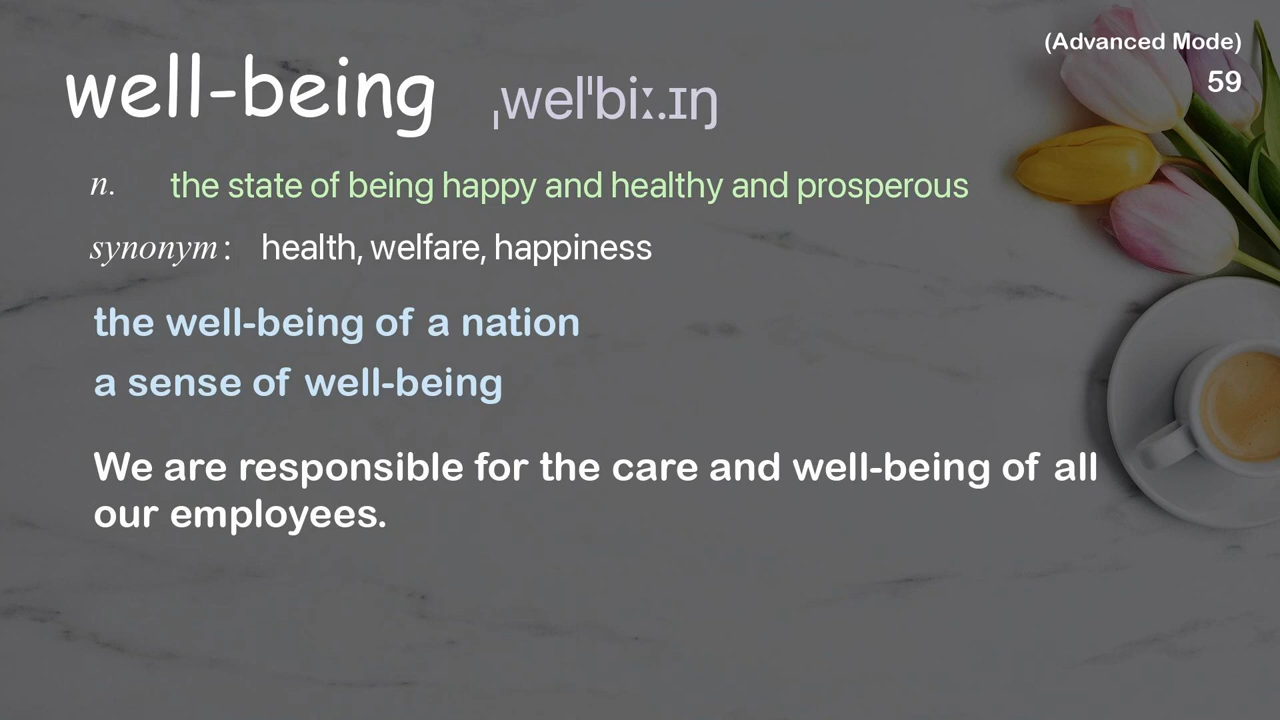 (Advanced Mode)
59
well-being ˌwelˈbiː.ɪŋ
n. the state of being happy and healthy and prosperous
synonym: health, welfare, happiness
the well-being of a nation
a sense of well-being
We are responsible for the care and well-being of all
our employees.